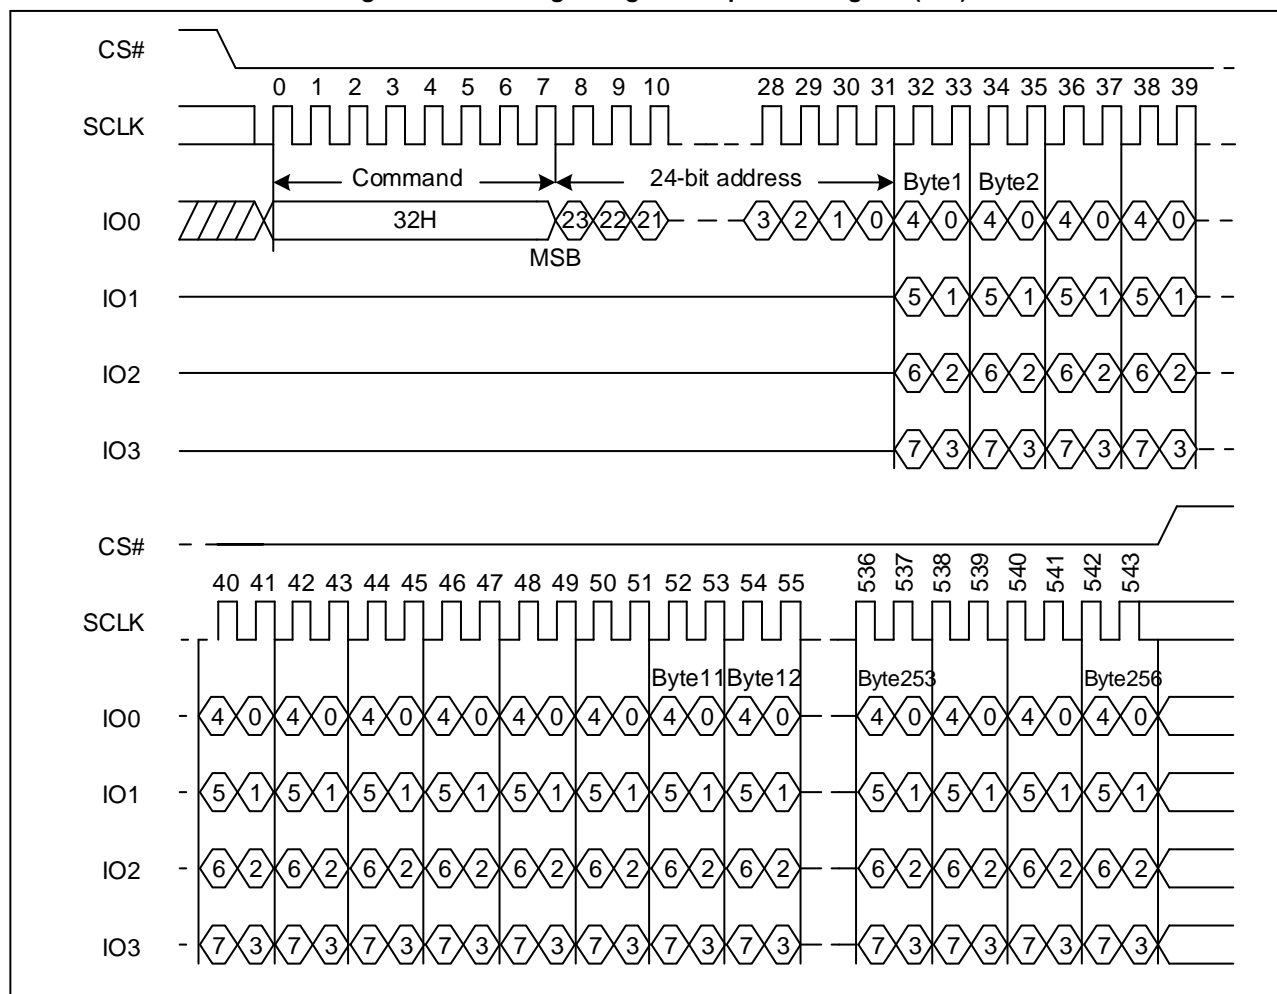 CS#
0 1 2 3 4 5 6 7 8 9 10 28 29 30 31 32 33 34 35 36 37 38 39
SCLK
Command 24-bit address Byte1 Byte2
IO0 32H 23 22 21 3 2 1 0 4 0 4 0 4 0 4 0
MSB
IO1 5 1 5 1 5 1 5 1
IO2 6 2 6 2 6 2 6 2
IO3 7 3 7 3 7 3 7 3
CS#
40 41 42 43 44 45 46 47 48 49 50 51 52 53 54 55 536 537 538 539 540 541 542 543
SCLK
Byte11 Byte12 Byte253 Byte256
IO0 4 0 4 0 4 0 4 0 4 0 4 0 4 0 4 0 4 0 4 0 4 0 4 0
IO1 5 1 5 1 5 1 5 1 5 1 5 1 5 1 5 1 5 1 5 1 5 1 5 1
IO2 6 2 6 2 6 2 6 2 6 2 6 2 6 2 6 2 6 2 6 2 6 2 6 2
IO3 7 3 7 3 7 3 7 3 7 3 7 3 7 3 7 3 7 3 7 3 7 3 7 3